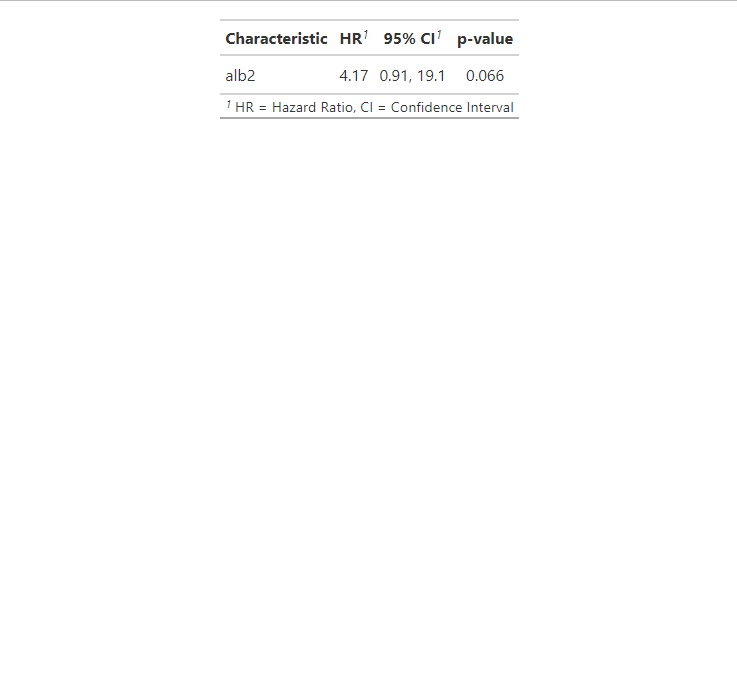 Characteristic HR¹ 95% CI¹ p-value
alb2 4.17 0.91, 19.1 0.066
¹ HR = Hazard Ratio, CI = Confidence Interval